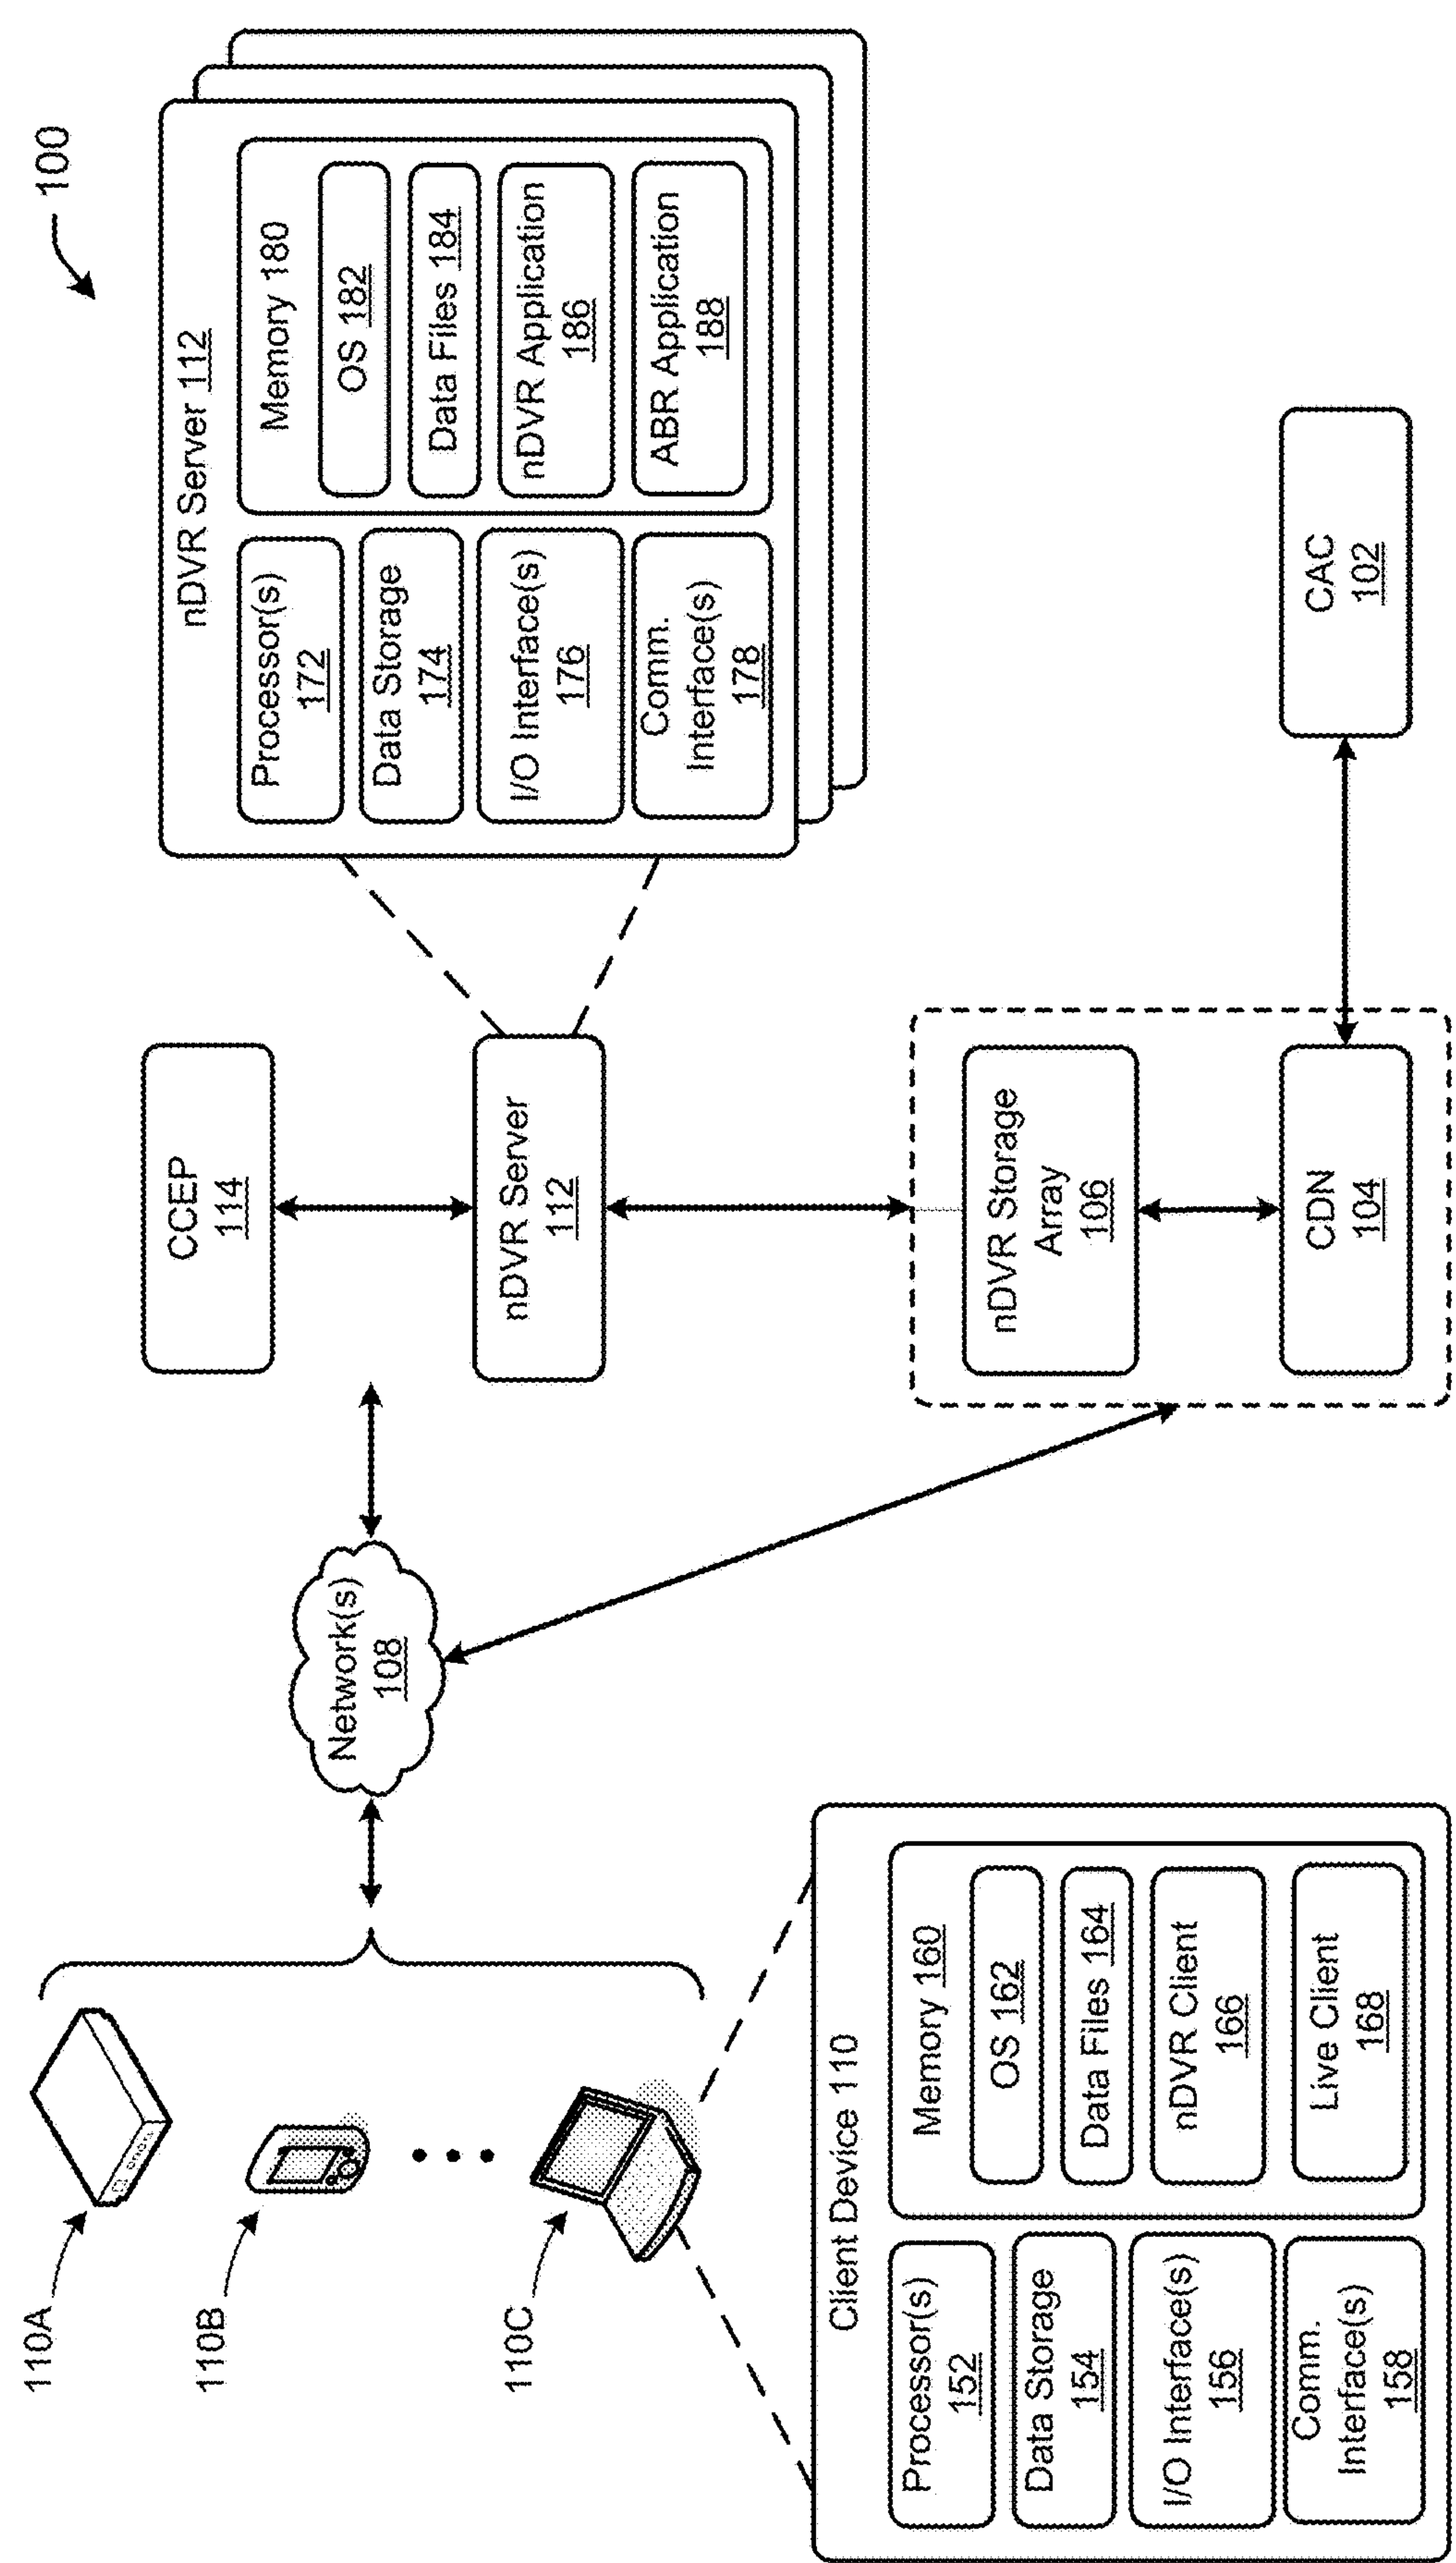 100
110A
110B
110C
Network(s)
108
CCEP
114
nDVR Server
112
nDVR Server 112
Processor(s)
172
Data Storage
174
I/O Interface(s)
176
Comm.
Interface(s)
178
Memory 180
OS 182
Data Files 184
nDVR Application
186
ABR Application
188
Client Device 110
Processor(s)
152
Data Storage
154
I/O Interface(s)
156
Comm.
Interface(s)
158
Memory 160
OS 162
Data Files 164
nDVR Client
166
Live Client
168
nDVR Storage
Array
106
CDN
104
CAC
102